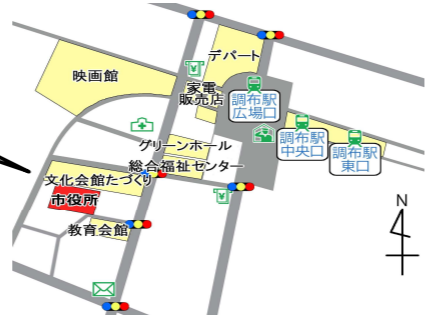 デパート
映画館
家電
販売店
調布駅
広場口
調布駅
中央口
調布駅
東口
グリーンホール
総合福祉センター
文化会館たづくり
市役所
教育会館
N